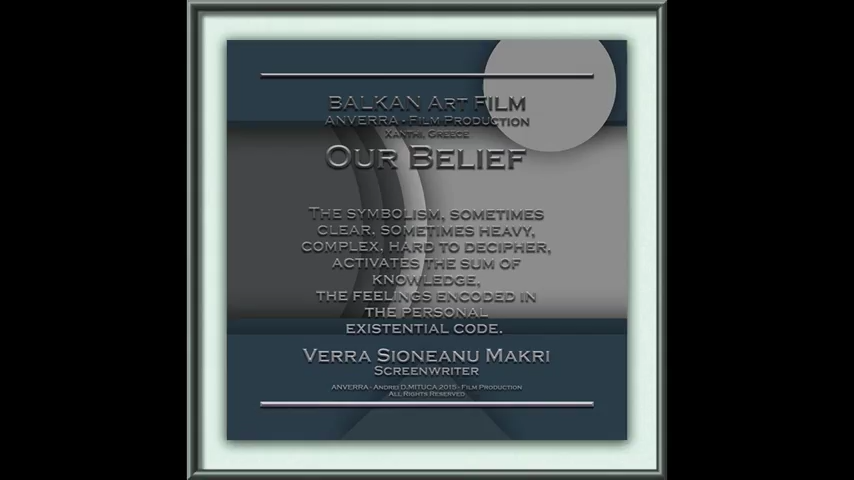 BALKAN ART FILM
ANVERRA - FILM PRODUCTION
XANTHI, GREECE
OUR BELIEF
THE SYMBOLISM, SOMETIMES
CLEAR, SOMETIMES HEAVY,
COMPLEX, HARD TO DECIPHER,
ACTIVATES THE SUM OF
KNOWLEDGE,
THE FEELINGS ENCODED IN
THE PERSONAL
EXISTENTIAL CODE.
VERRA SIONEANU MAKRI
SCREENWRITER
ANVERRA - ANDREI D.MITUCA 2015 - FILM PRODUCTION
ALL RIGHTS RESERVED